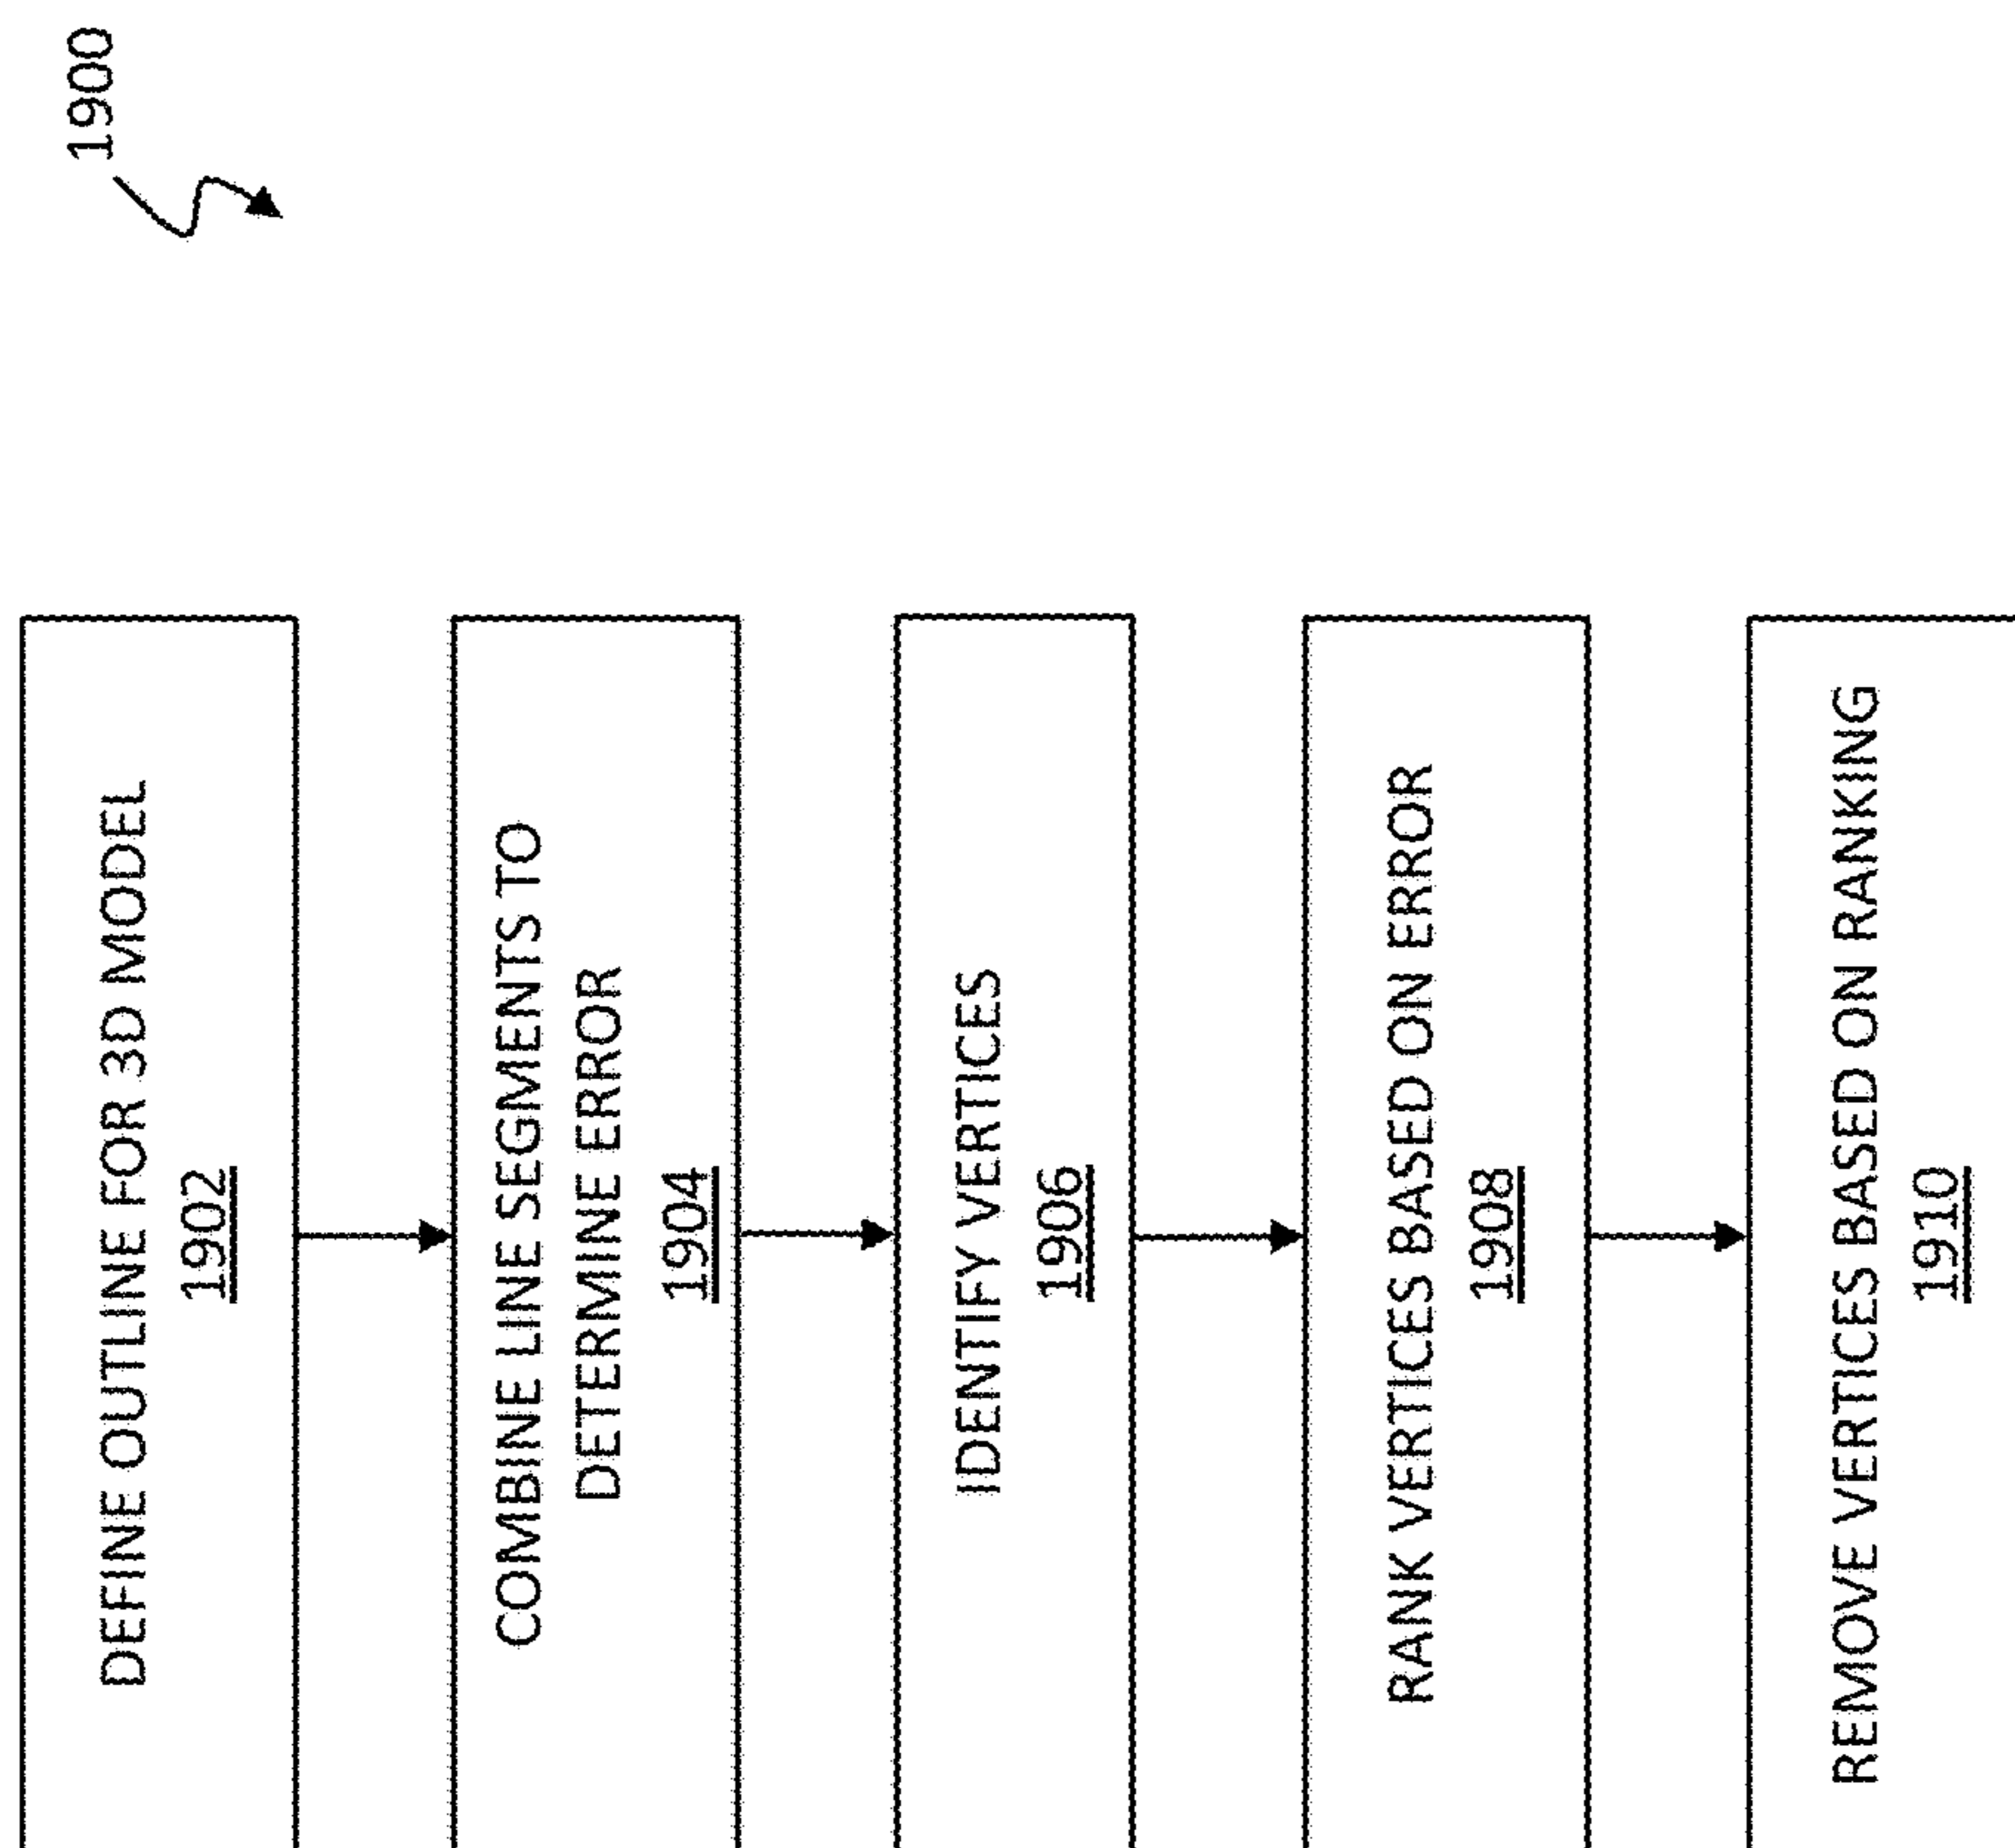 1900
DEFINE OUTLINE FOR 3D MODEL
1902
COMBINE LINE SEGMENTS TO
DETERMINE ERROR
1904
IDENTIFY VERTICES
1906
RANK VERTICES BASED ON ERROR
1908
REMOVE VERTICES BASED ON RANKING
1910